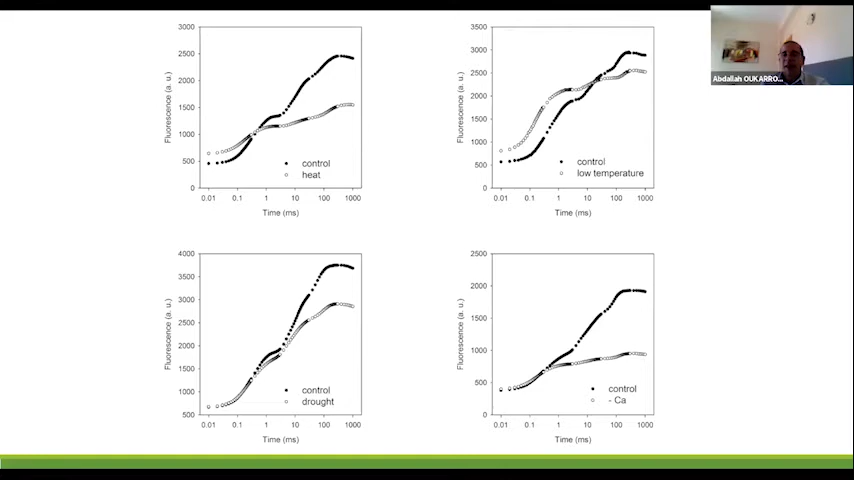 3000
2500
2000
1500
1000
500
0
Fluorescence (a. u.)
control
heat
0.01 0.1 1 10 100 1000
Time (ms)
3500
3000
2500
2000
1500
1000
500
0
Fluorescence (a. u.)
control
low temperature
0.01 0.1 1 10 100 1000
Time (ms)
Abdallah OUKARRO...
4000
3500
3000
2500
2000
1500
1000
500
Fluorescence (a. u.)
control
drought
0.01 0.1 1 10 100 1000
Time (ms)
2500
2000
1500
1000
500
0
Fluorescence (a. u.)
control
- Ca
0.01 0.1 1 10 100 1000
Time (ms)